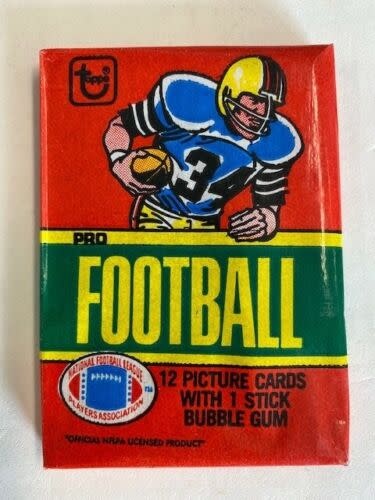 topps®
34
PRO
FOOTBALL
NATIONAL FOOTBALL LEAGUE
PLAYERS ASSOCIATION
12 PICTURE CARDS
WITH 1 STICK
BUBBLE GUM
"OFFICIAL NFLPA LICENSED PRODUCT"